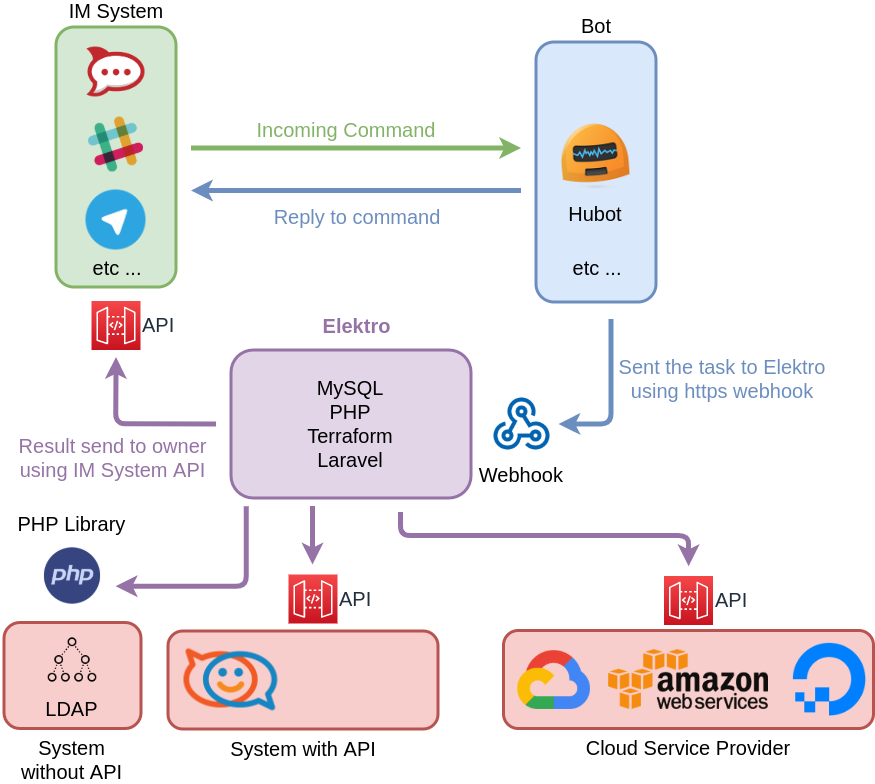 IM System
Bot
Incoming Command
Reply to command
Hubot
etc ...
etc ...
API
Elektro
MySQL
PHP
Terraform
Laravel
Sent the task to Elektro
using https webhook
Webhook
Result send to owner
using IM System API
PHP Library
php
API
API
LDAP
amazon
web services
System
without API
System with API
Cloud Service Provider